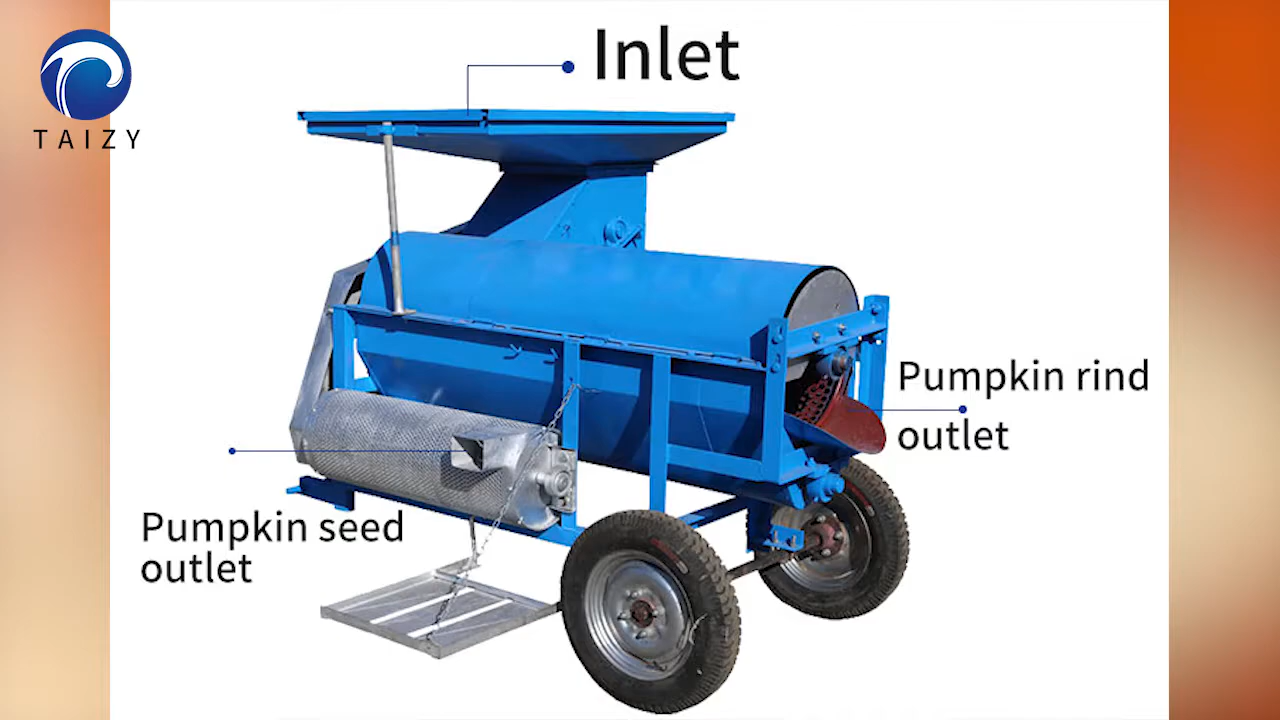 TAIZY
Inlet
Pumpkin rind
outlet
Pumpkin seed
outlet